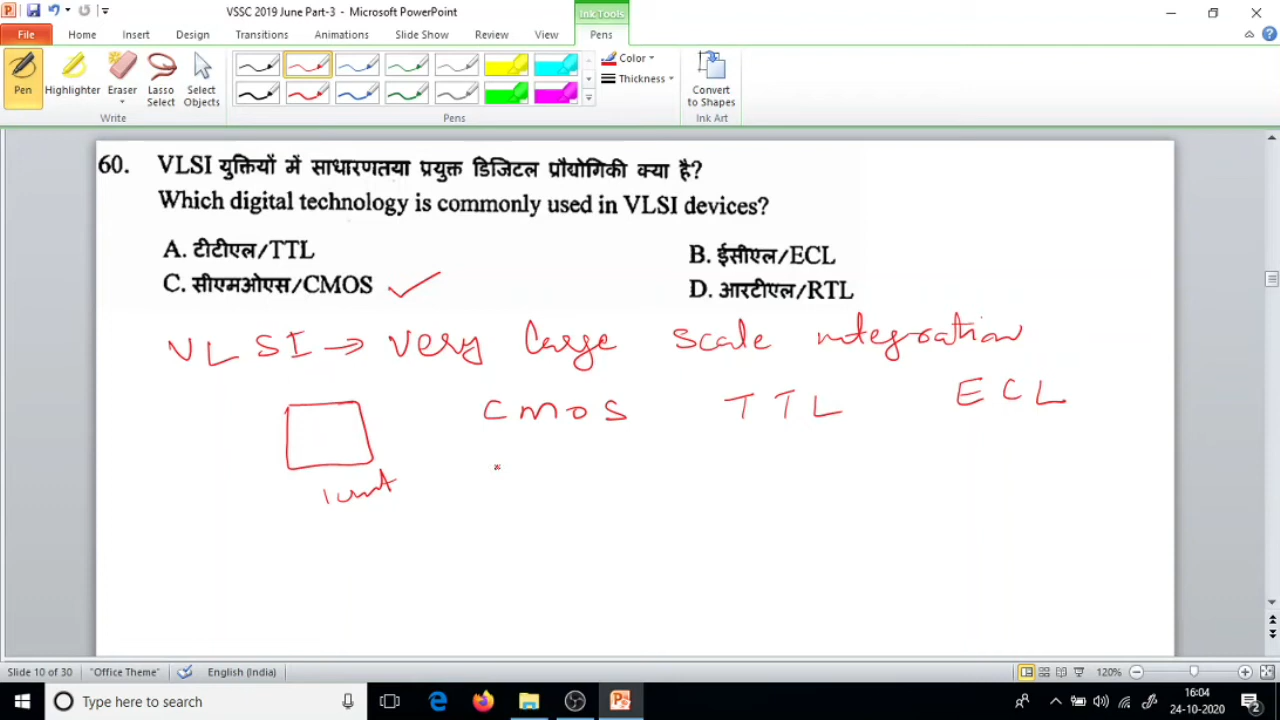 VSSC 2019 June Part-3 - Microsoft PowerPoint
Ink Tools
File Home Insert Design Transitions Animations Slide Show Review View Pens
Pen Highlighter Eraser Lasso Select Select Objects
Color
Thickness
Convert to Shapes
Write Pens Ink Art
60. VLSI युक्तियों में साधारणतया प्रयुक्त डिजिटल प्रौद्योगिकी क्या है?
Which digital technology is commonly used in VLSI devices?
A. टीटीएल/TTL B. ईसीएल/ECL
C. सीएमओएस/CMOS D. आरटीएल/RTL
VLSI → Very large scale integration
CMOS TTL ECL
1 unit
Slide 10 of 30 "Office Theme" English (India) 120%
Type here to search
16:04
24-10-2020
2